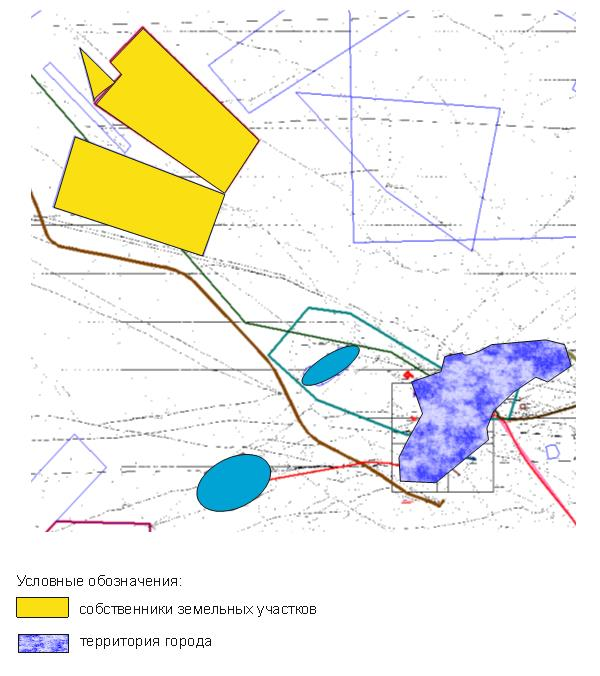 Условные обозначения:
собственники земельных участков
территория города